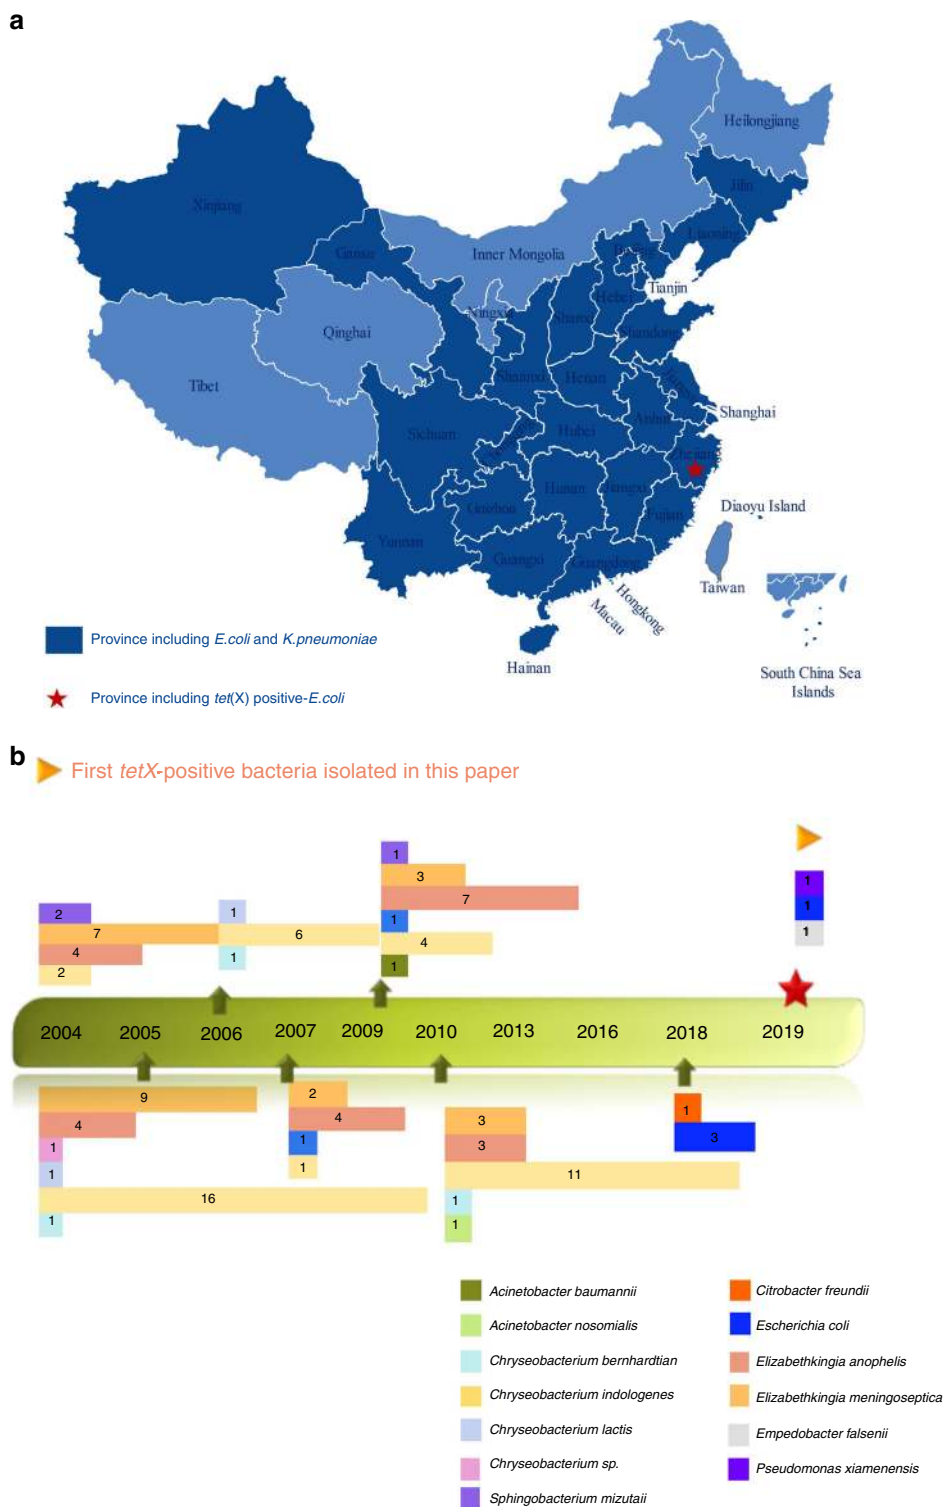 a
Heilongjiang
Jilin
Xinjiang
Liaoning
Gansu
Inner Mongolia
Beijing
Tianjin
Hebei
Ningxia
Shanxi
Qinghai
Shandong
Tibet
Shaanxi
Henan
Jiangsu
Shanghai
Anhui
Sichuan
Chongqing
Hubei
Zhejiang
Hunan
Jiangxi
Guizhou
Fujian
Diaoyu Island
Yunnan
Guangxi
Guangdong
Taiwan
Hongkong
Macau
Province including E.coli and K.pneumoniae
Hainan
South China Sea
Islands
Province including tet(X) positive-E.coli
b
First tetX-positive bacteria isolated in this paper
1
3
7
1
4
1
2
7
4
2
1
6
1
1
1
1
2004 2005 2006 2007 2009 2010 2013 2016 2018 2019
9
4
1
1
16
1
2
4
1
1
3
3
11
1
1
1
3
Acinetobacter baumannii
Acinetobacter nosomialis
Chryseobacterium bernhardtian
Chryseobacterium indologenes
Chryseobacterium lactis
Chryseobacterium sp.
Sphingobacterium mizutaii
Citrobacter freundii
Escherichia coli
Elizabethkingia anophelis
Elizabethkingia meningoseptica
Empedobacter falsenii
Pseudomonas xiamenensis